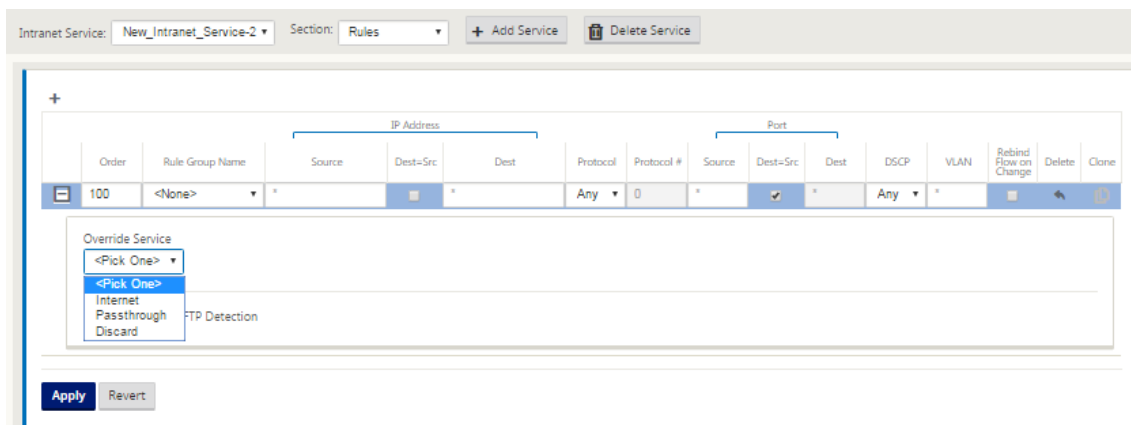 Intranet Service: New_Intranet_Service-2 Section: Rules + Add Service Delete Service
+
IP Address Port
Order Rule Group Name Source Dest=Src Dest Protocol Protocol # Source Dest=Src Dest DSCP VLAN Rebind Flow on Change Delete Clone
100 <None> * * Any 0 * * Any *
Override Service
<Pick One>
<Pick One>
Internet
Passthrough FTP Detection
Discard
Apply Revert